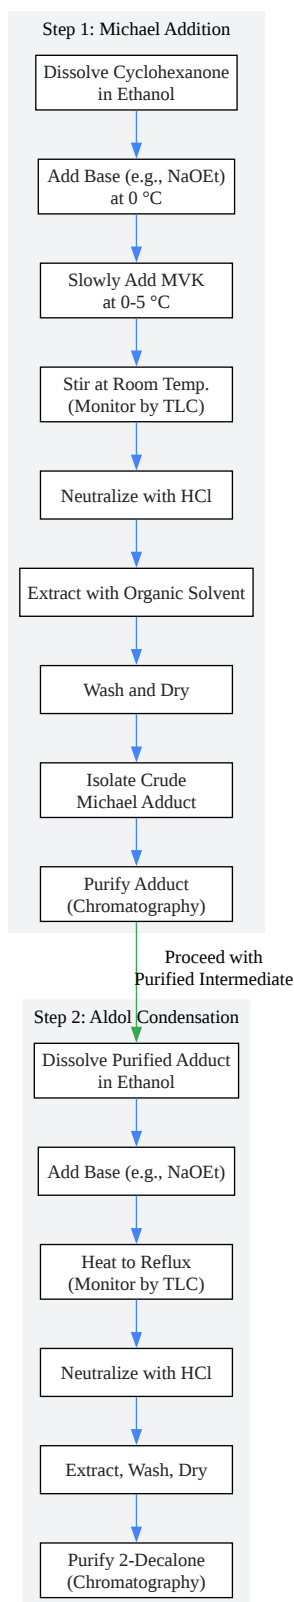 Step 1: Michael Addition
Dissolve Cyclohexanone
in Ethanol
Add Base (e.g., NaOEt)
at 0 °C
Slowly Add MVK
at 0-5 °C
Stir at Room Temp.
(Monitor by TLC)
Neutralize with HCl
Extract with Organic Solvent
Wash and Dry
Isolate Crude
Michael Adduct
Purify Adduct
(Chromatography)
Proceed with
Purified Intermediate
Step 2: Aldol Condensation
Dissolve Purified Adduct
in Ethanol
Add Base (e.g., NaOEt)
Heat to Reflux
(Monitor by TLC)
Neutralize with HCl
Extract, Wash, Dry
Purify 2-Decalone
(Chromatography)